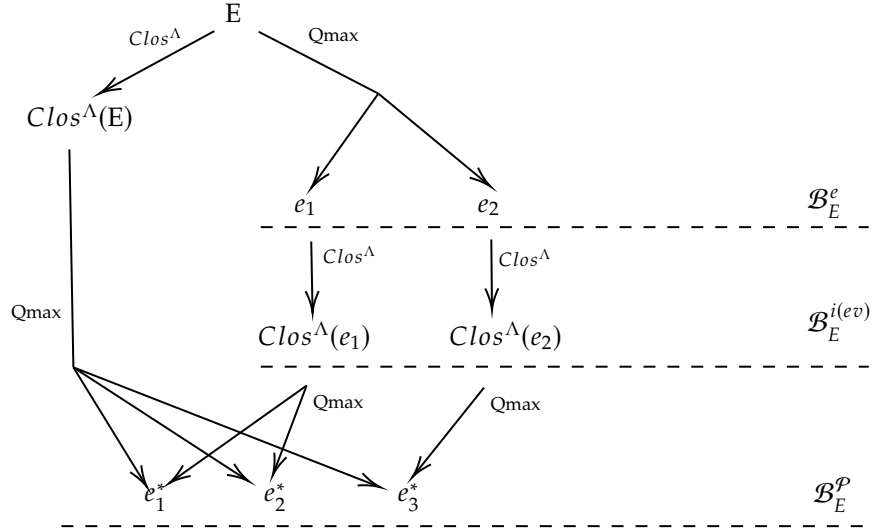 E
Clos^Λ
Qmax
Clos^Λ(E)
e_1 e_2 ℬ_E^e
Clos^Λ Clos^Λ
Qmax
Clos^Λ(e_1) Clos^Λ(e_2) ℬ_E^{i(ev)}
Qmax Qmax
e_1^* e_2^* e_3^* ℬ_E^𝒫